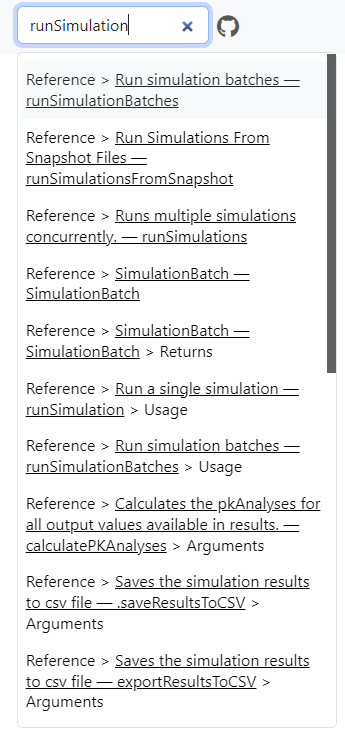 runSimulation
Reference > Run simulation batches —
runSimulationBatches
Reference > Run Simulations From
Snapshot Files —
runSimulationsFromSnapshot
Reference > Runs multiple simulations
concurrently. — runSimulations
Reference > SimulationBatch —
SimulationBatch
Reference > SimulationBatch —
SimulationBatch > Returns
Reference > Run a single simulation —
runSimulation > Usage
Reference > Run simulation batches —
runSimulationBatches > Usage
Reference > Calculates the pkAnalyses for
all output values available in results. —
calculatePKAnalyses > Arguments
Reference > Saves the simulation results
to csv file — .saveResultsToCSV >
Arguments
Reference > Saves the simulation results
to csv file — exportResultsToCSV >
Arguments